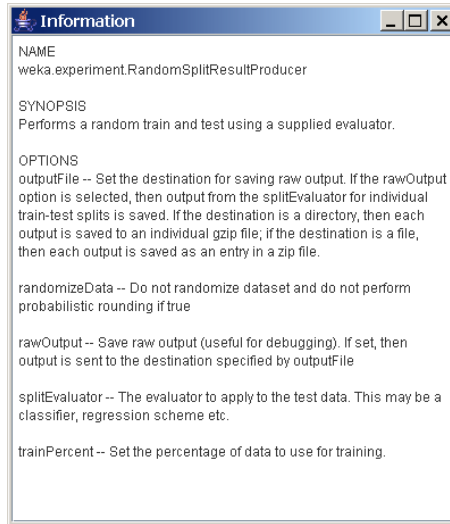 Information
NAME
weka.experiment.RandomSplitResultProducer
SYNOPSIS
Performs a random train and test using a supplied evaluator.
OPTIONS
outputFile -- Set the destination for saving raw output. If the rawOutput
option is selected, then output from the splitEvaluator for individual
train-test splits is saved. If the destination is a directory, then each
output is saved to an individual gzip file; if the destination is a file,
then each output is saved as an entry in a zip file.
randomizeData -- Do not randomize dataset and do not perform
probabilistic rounding if true
rawOutput -- Save raw output (useful for debugging). If set, then
output is sent to the destination specified by outputFile
splitEvaluator -- The evaluator to apply to the test data. This may be a
classifier, regression scheme etc.
trainPercent -- Set the percentage of data to use for training.